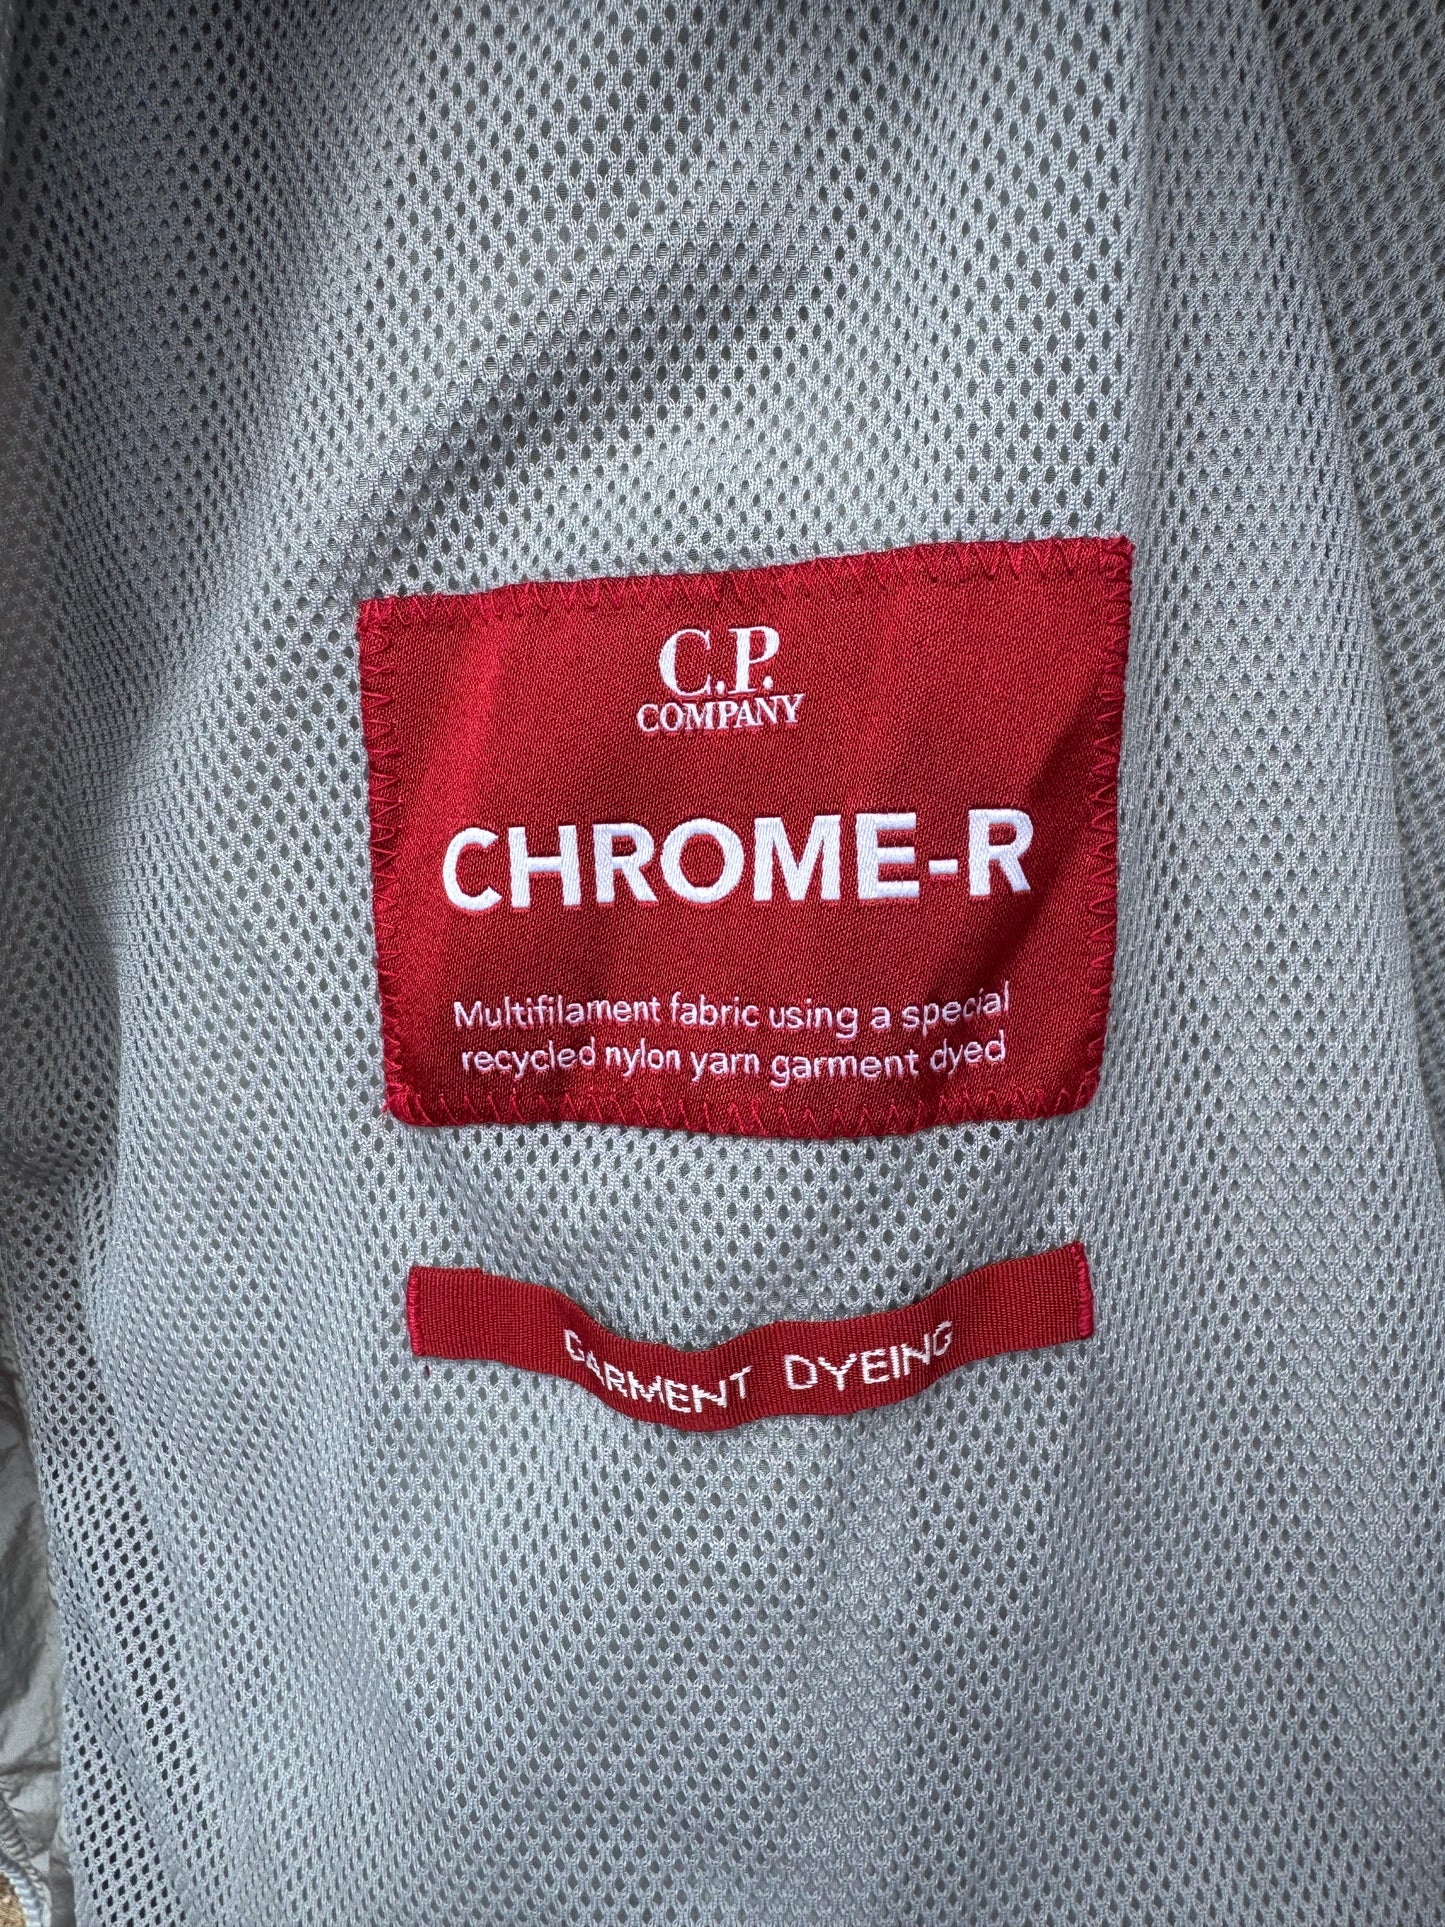 C.P.
COMPANY
CHROME-R
Multifilament fabric using a special
recycled nylon yarn garment dyed
GARMENT DYEING